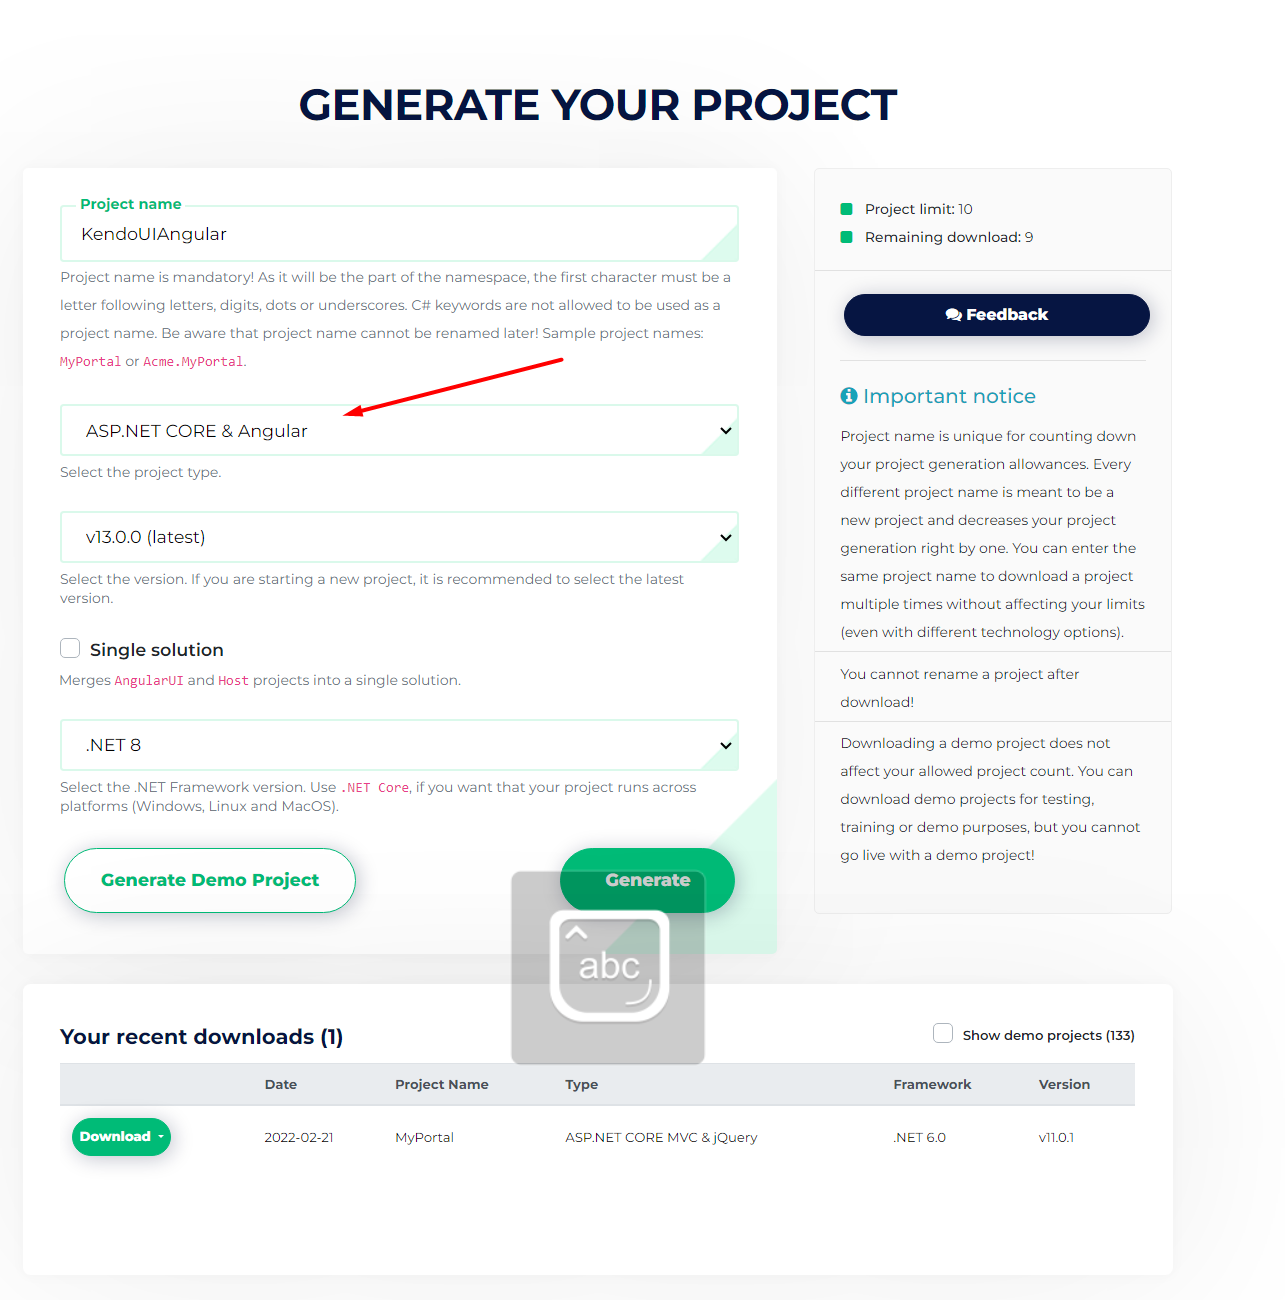 GENERATE YOUR PROJECT
Project name
KendoUIAngular
Project name is mandatory! As it will be the part of the namespace, the first character must be a
letter following letters, digits, dots or underscores. C# keywords are not allowed to be used as a
project name. Be aware that project name cannot be renamed later! Sample project names:
MyPortal or Acme.MyPortal.
ASP.NET CORE & Angular
Select the project type.
v13.0.0 (latest)
Select the version. If you are starting a new project, it is recommended to select the latest
version.
Single solution
Merges AngularUI and Host projects into a single solution.
.NET 8
Select the .NET Framework version. Use .NET Core, if you want that your project runs across
platforms (Windows, Linux and MacOS).
Generate Demo Project
Generate
abc
Project limit: 10
Remaining download: 9
Feedback
Important notice
Project name is unique for counting down
your project generation allowances. Every
different project name is meant to be a
new project and decreases your project
generation right by one. You can enter the
same project name to download a project
multiple times without affecting your limits
(even with different technology options).
You cannot rename a project after
download!
Downloading a demo project does not
affect your allowed project count. You can
download demo projects for testing,
training or demo purposes, but you cannot
go live with a demo project!
Your recent downloads (1)
Show demo projects (133)
Date Project Name Type Framework Version
Download 2022-02-21 MyPortal ASP.NET CORE MVC & jQuery .NET 6.0 v11.0.1